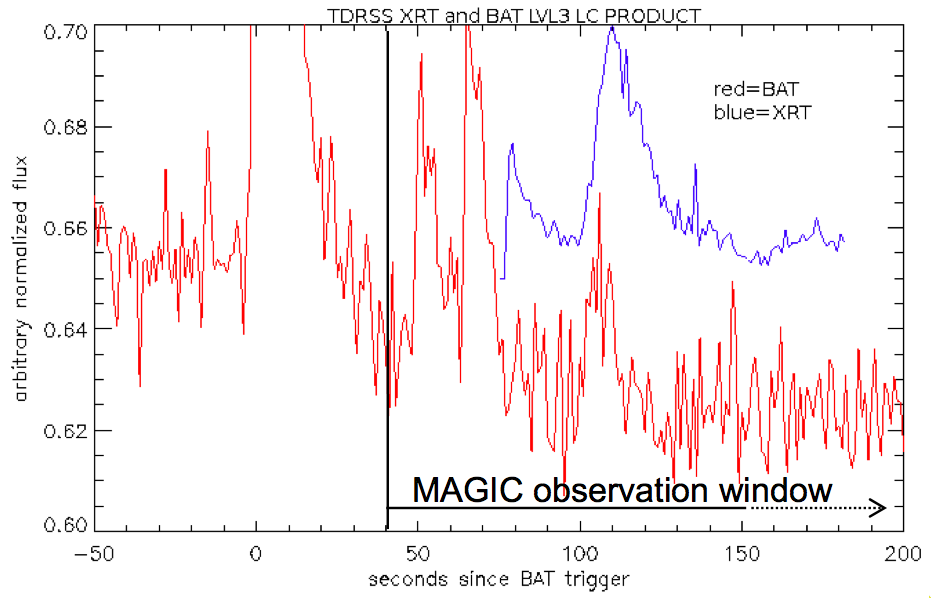 TDRSS XRT and BAT LVL3 LC PRODUCT
0.70
0.68
0.66
0.64
0.62
0.60
arbitrary normalized flux
red=BAT
blue=XRT
MAGIC observation window
-50
0
50
100
150
200
seconds since BAT trigger